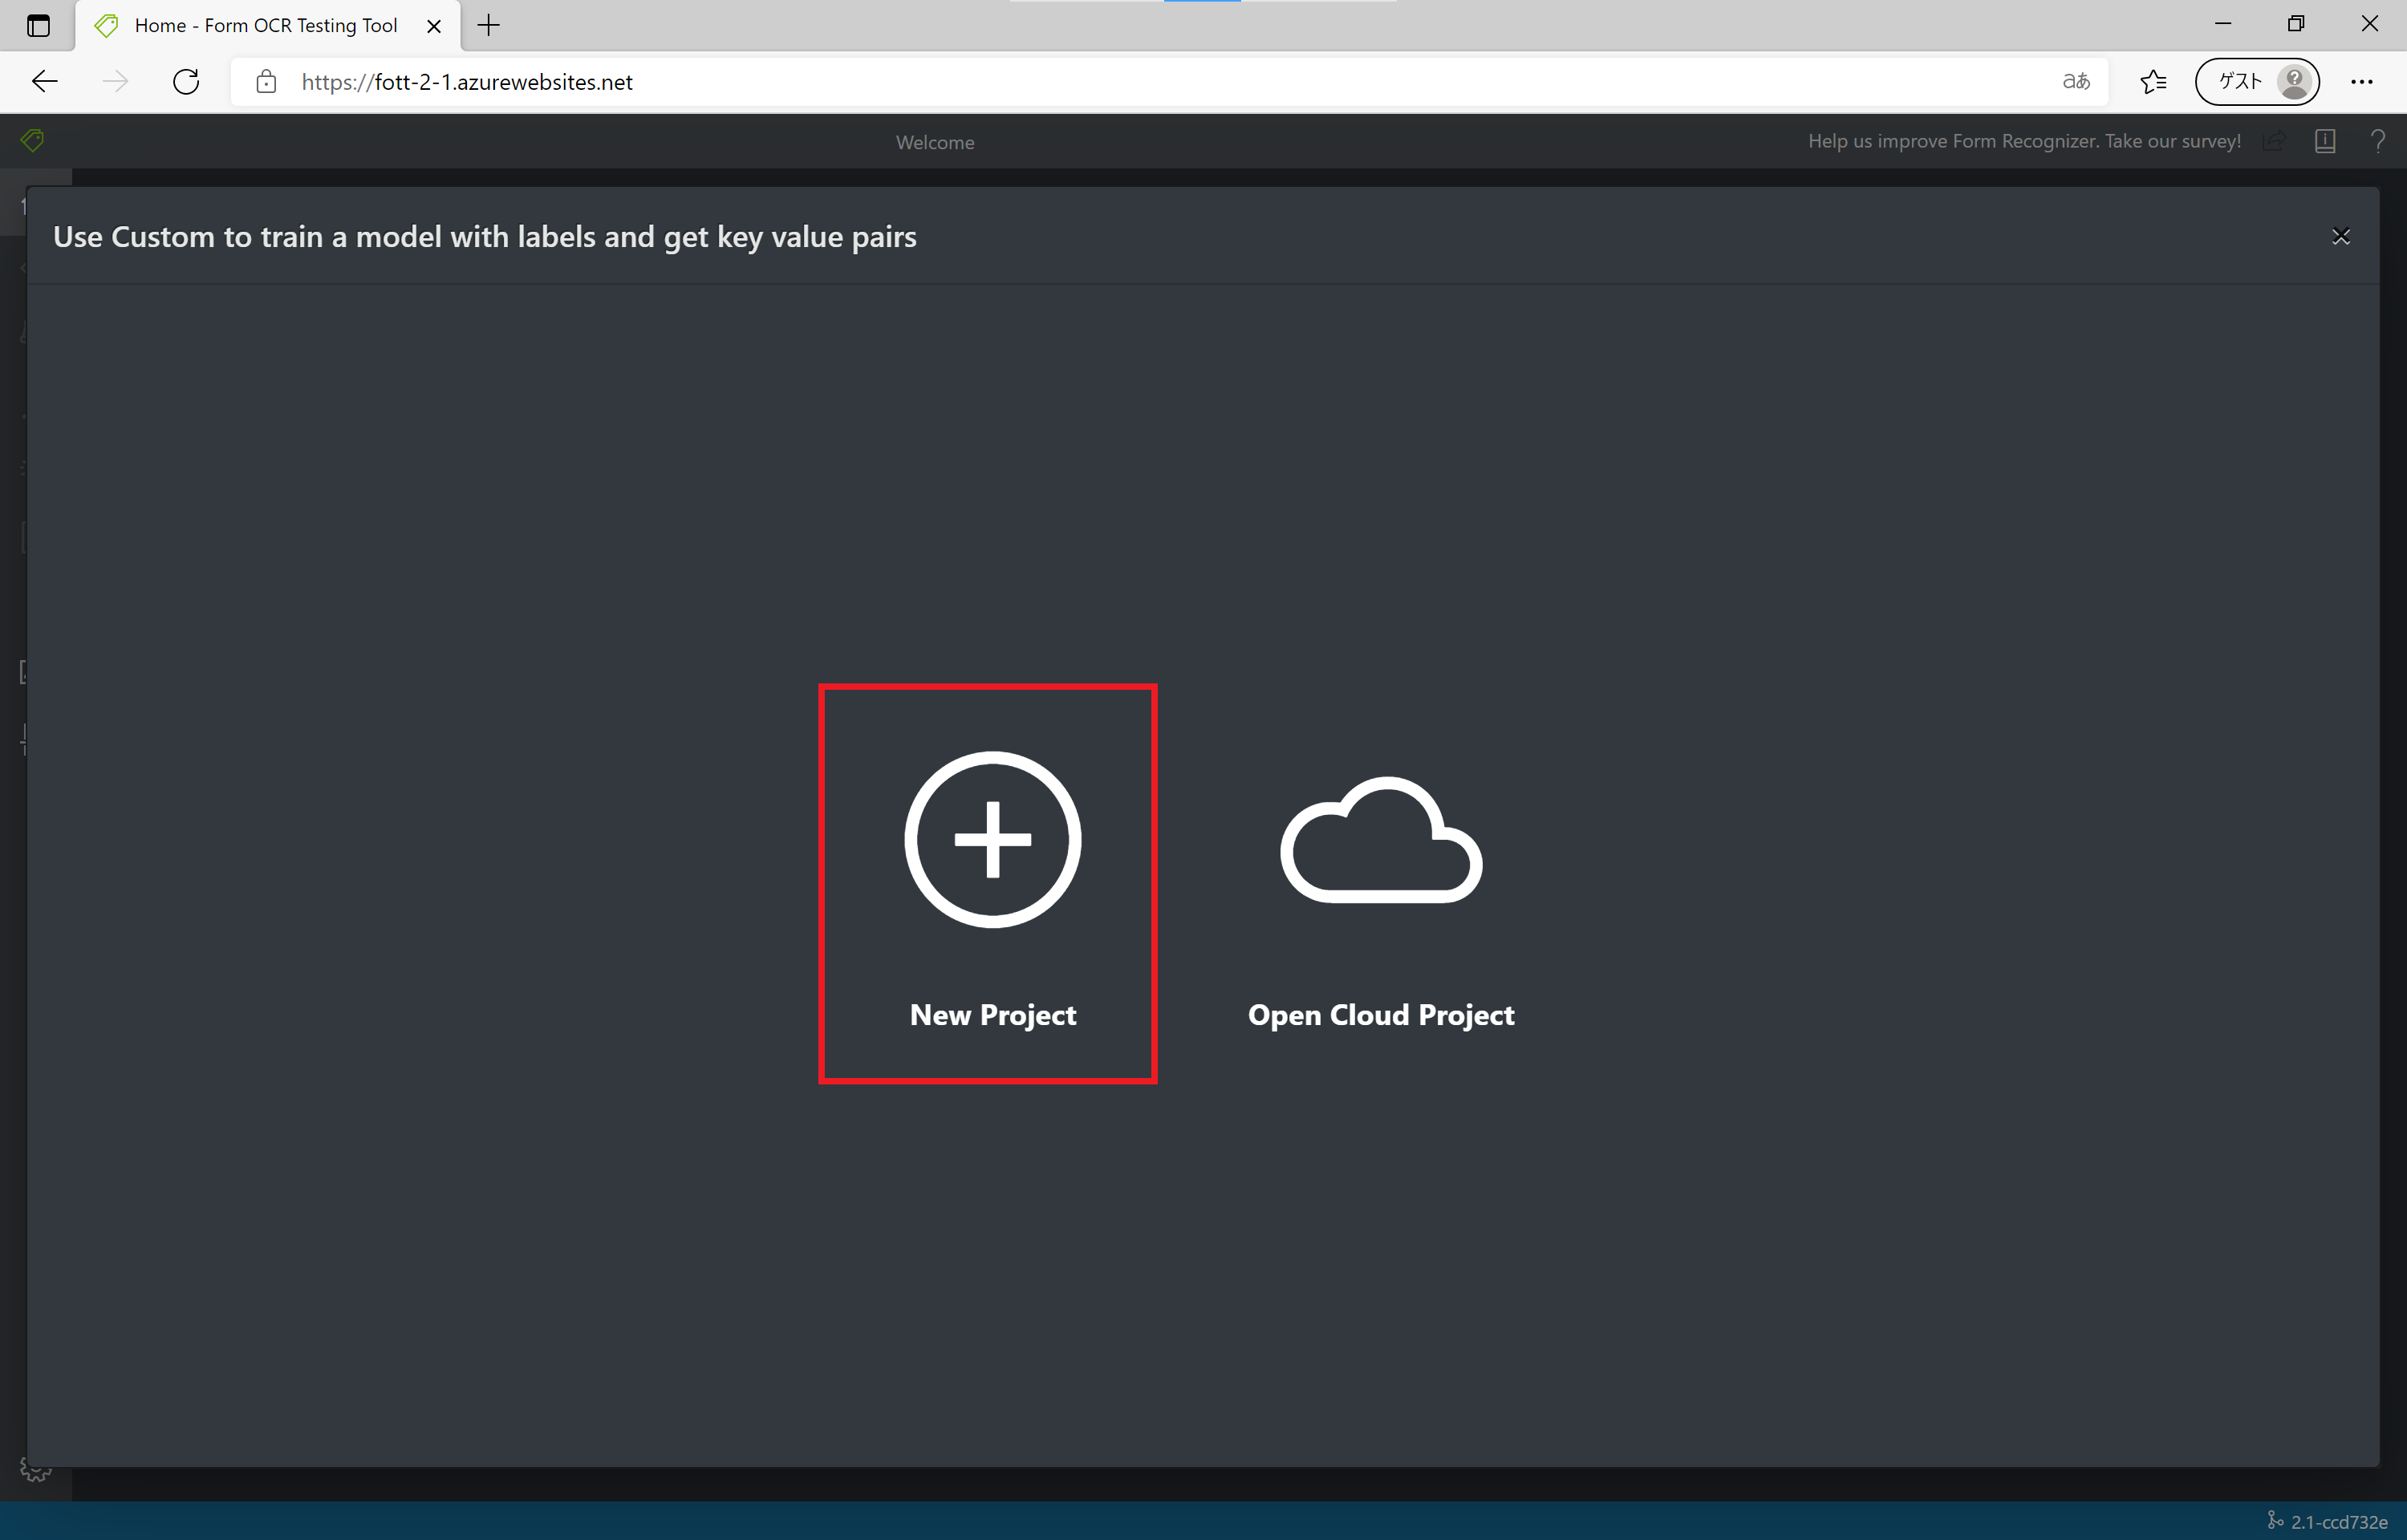 Home - Form OCR Testing Tool
https://fott-2-1.azurewebsites.net
aあ
ゲスト
Welcome
Help us improve Form Recognizer. Take our survey!
Use Custom to train a model with labels and get key value pairs
New Project
Open Cloud Project
2.1-ccd732e